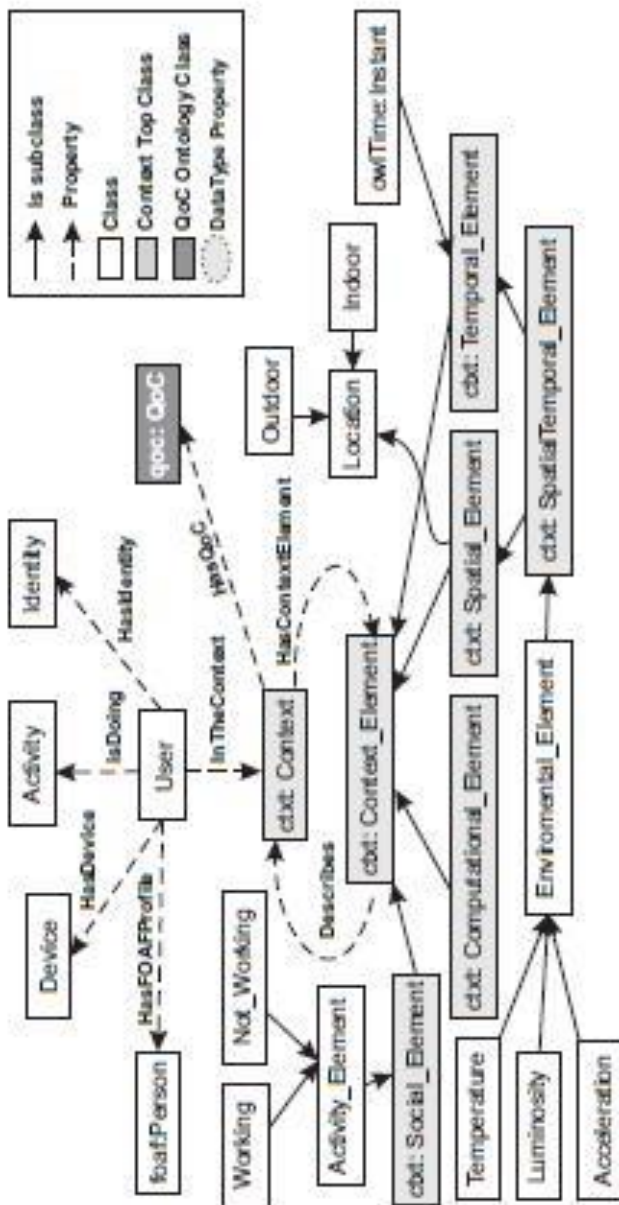 Is subclass
Property
Class
Context Top Class
QoC Ontology Class
DataType Property
Device
Activity
Identity
HasDevice
IsDoing
HasIdentity
foaf:Person
HasFOAFProfile
User
qoc: QoC
InTheContext
HasQoC
Working
Not_Working
Describes
ctxt: Context
HasContextElement
Outdoor
Indoor
Activity_Element
ctxt: Context_Element
Location
owlTime:Instant
ctxt: Social_Element
ctxt: Computational_Element
ctxt: Spatial_Element
ctxt: Temporal_Element
Temperature
Luminosity
Acceleration
Enviromental_Element
ctxt: SpatialTemporal_Element